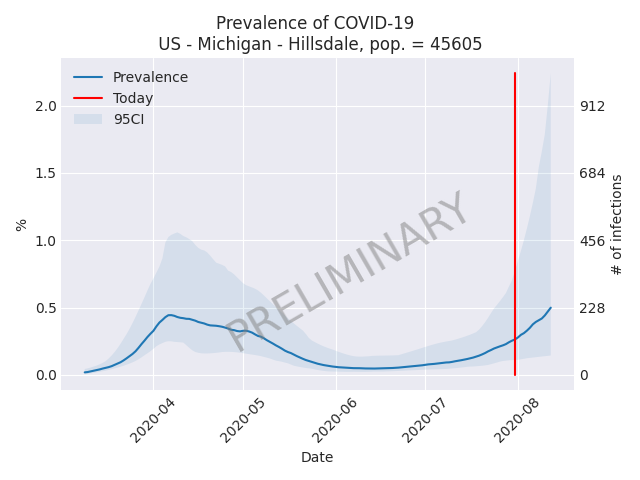 Prevalence of COVID-19
US - Michigan - Hillsdale, pop. = 45605
Prevalence
Today
95CI
PRELIMINARY
%
2.0
1.5
1.0
0.5
0.0
912
684
456
228
0
# of infections
2020-04
2020-05
2020-06
2020-07
2020-08
Date